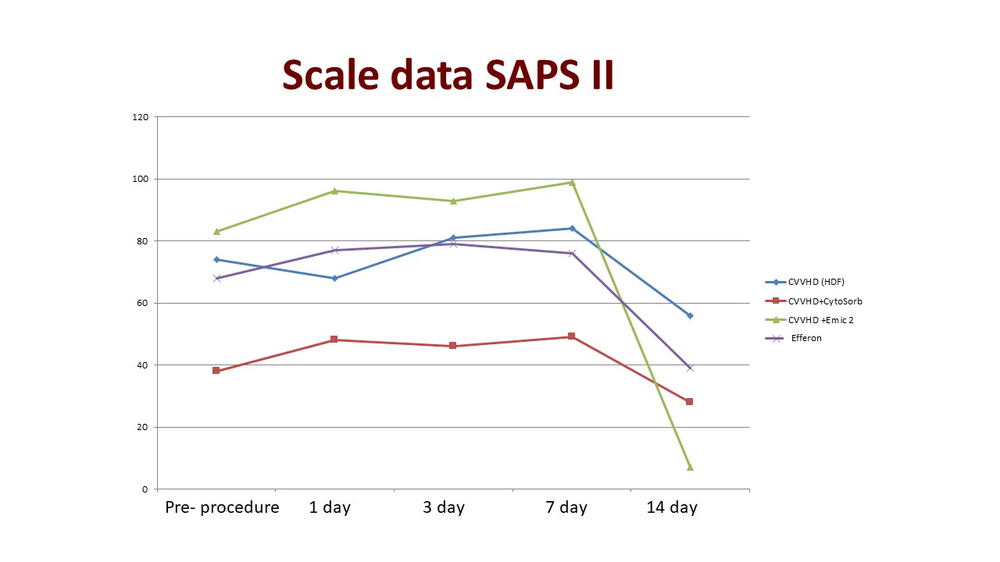 Scale data SAPS II
120
100
80
60
40
20
0
Pre- procedure 1 day 3 day 7 day 14 day
CVVHD (HDF)
CVVHD+CytoSorb
CVVHD +Emic 2
Efferon